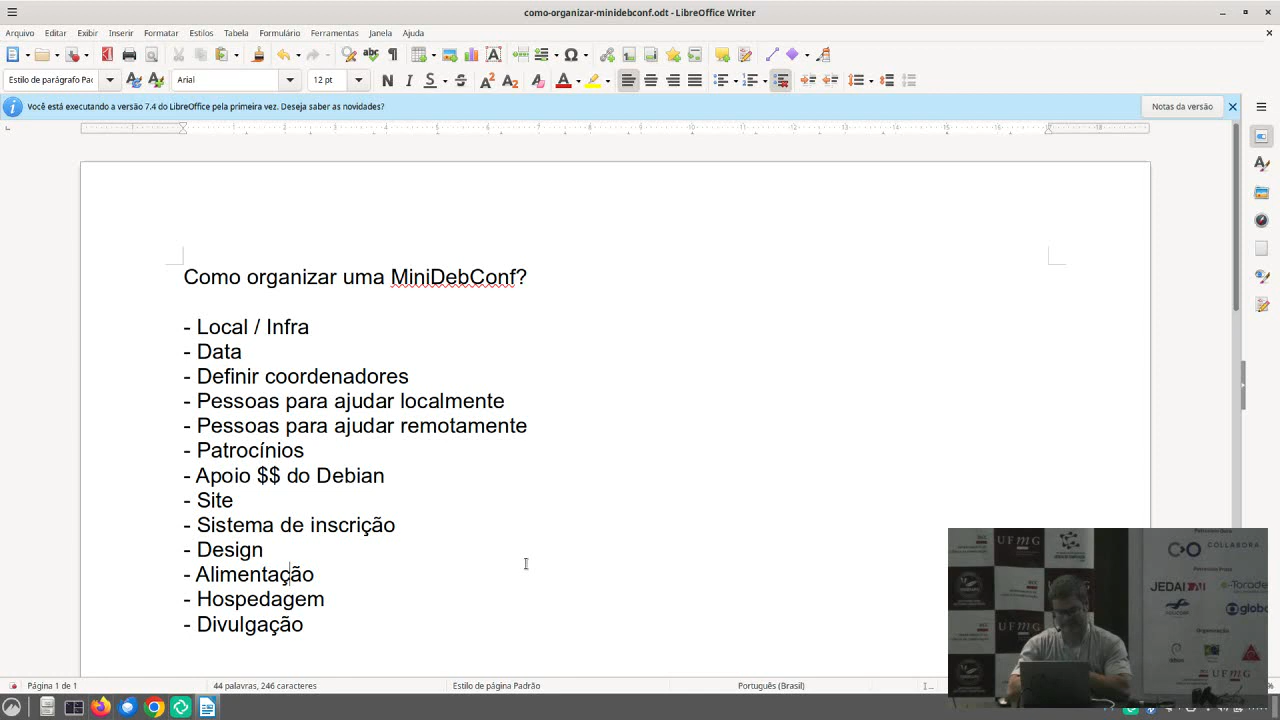 como-organizar-minidebconf.odt - LibreOffice Writer
Arquivo Editar Exibir Inserir Formatar Estilos Tabela Formulário Ferramentas Janela Ajuda
Arial
12 pt
Você está executando a versão 7.4 do LibreOffice pela primeira vez. Deseja saber as novidades?
Notas da versão
Como organizar uma MiniDebConf?
- Local / Infra
- Data
- Definir coordenadores
- Pessoas para ajudar localmente
- Pessoas para ajudar remotamente
- Patrocínios
- Apoio $$ do Debian
- Site
- Sistema de inscrição
- Design
- Alimentação
- Hospedagem
- Divulgação
UFMG
COLLABORA
JEDAI
Toradex
globo
UFMG
UFMG
Página 1 de 1
44 palavras, 246 caracteres
Estilo de página Padrão
Português (Brasil)